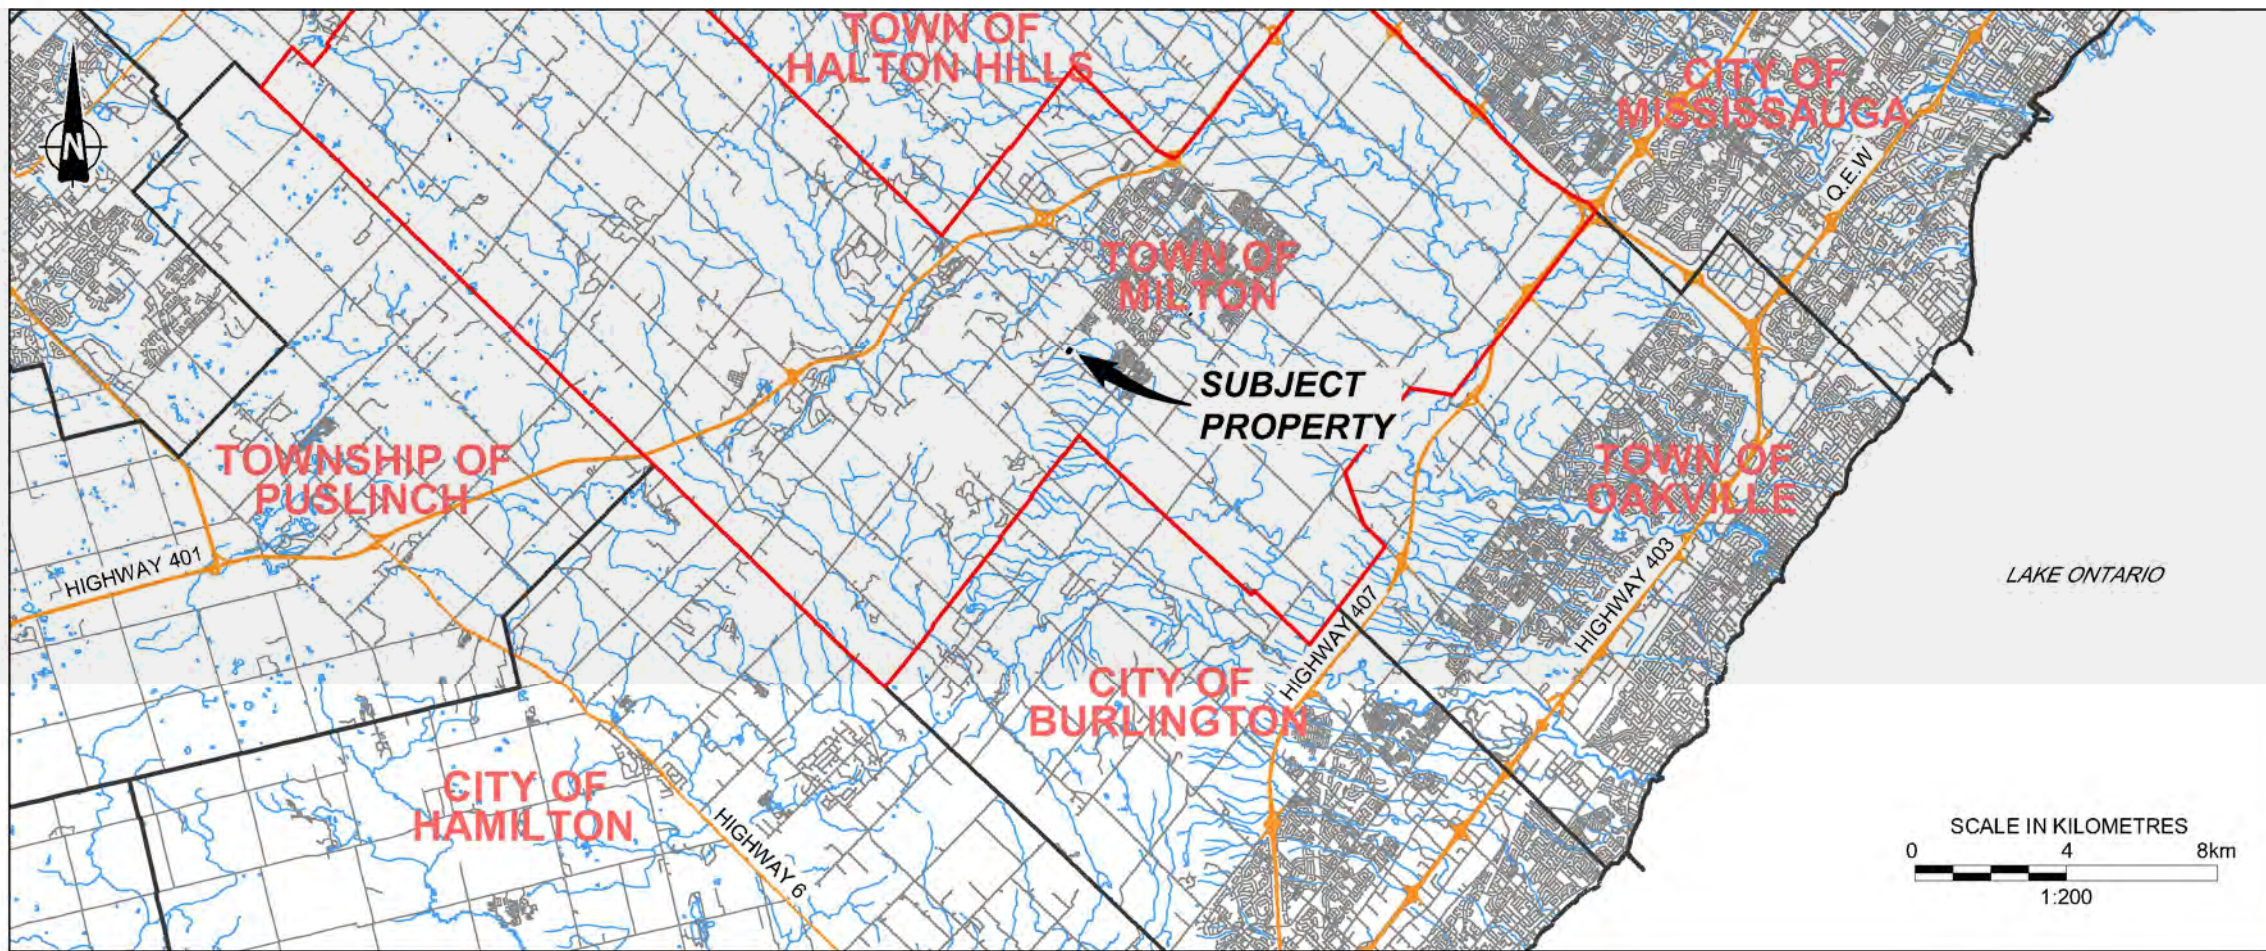 TOWN OF
HALTON HILLS
CITY OF
MISSISSAUGA
N
Q.E.W
TOWN OF
MILTON
SUBJECT
PROPERTY
TOWNSHIP OF
PUSLINCH
TOWN OF
OAKVILLE
HIGHWAY 401
HIGHWAY 403
LAKE ONTARIO
HIGHWAY 407
CITY OF
BURLINGTON
CITY OF
HAMILTON
HIGHWAY 6
SCALE IN KILOMETRES
0 4 8km
1:200